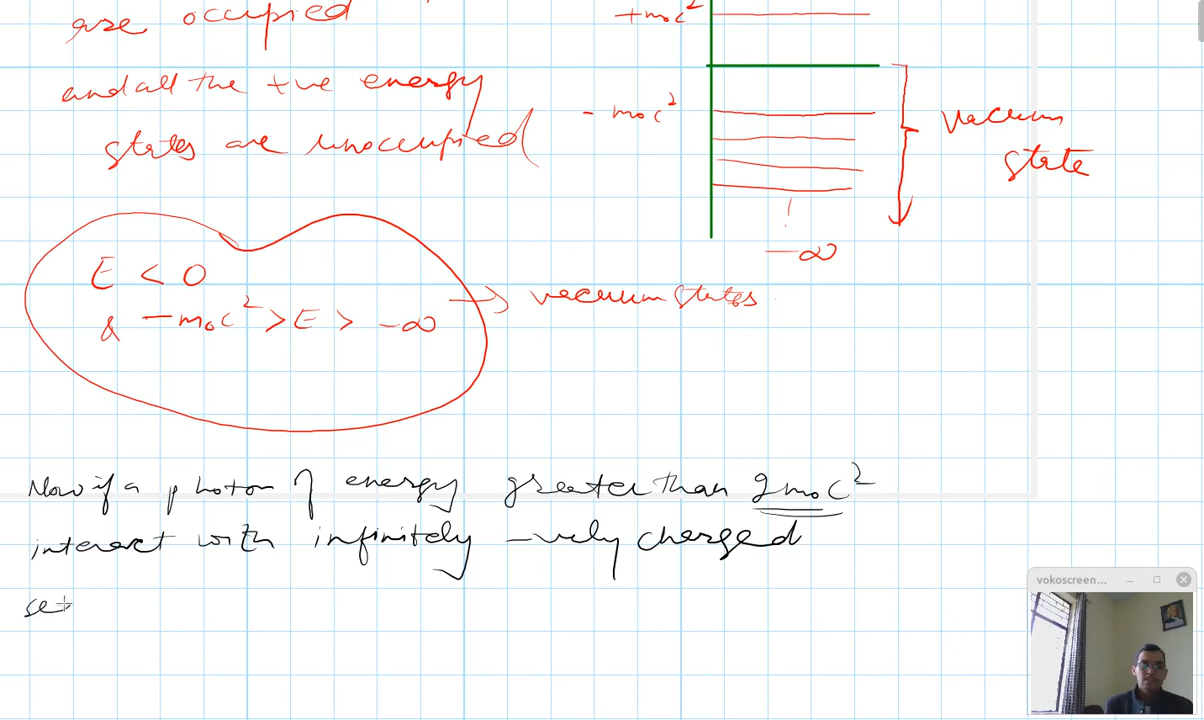 are occupied
+m₀c²
and all the +ve energy
states are unoccupied
- m₀c²
vacuum
state
-∞
E < 0
& -m₀c² > E > -∞
vacuum states
Now if a photon of energy greater than 2m₀c²
interact with infinitely -vely charged
set
vokoscreen...